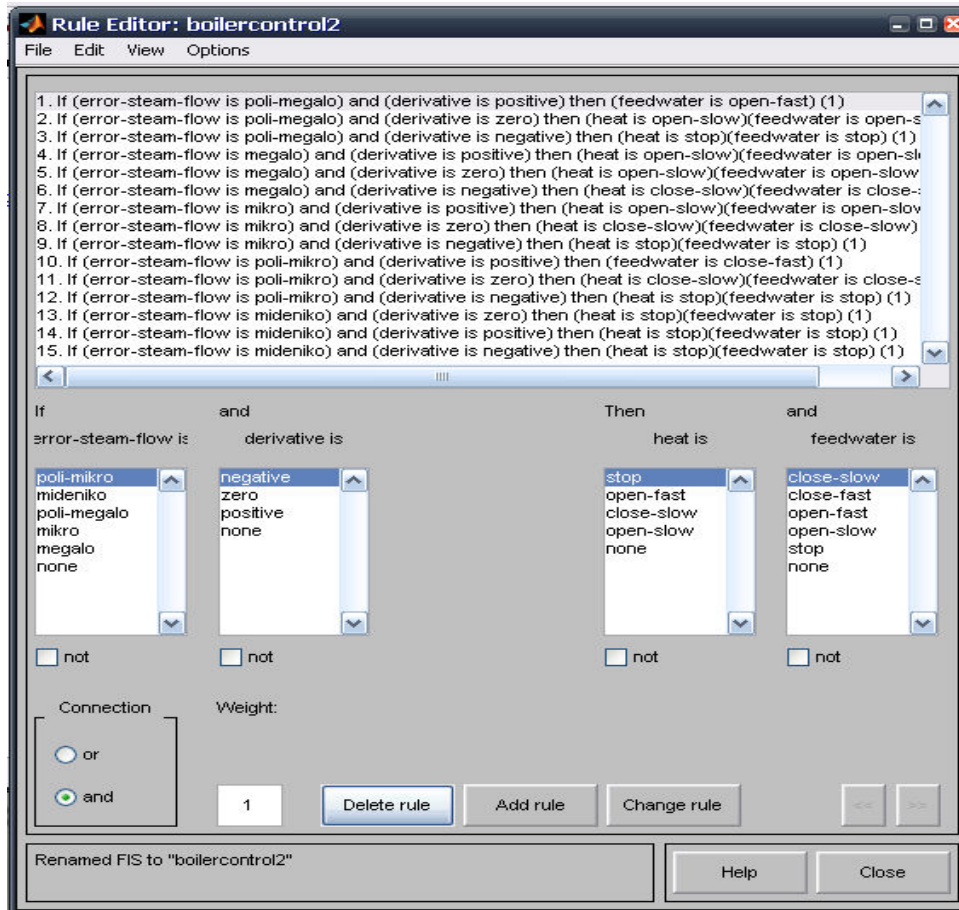 Rule Editor: boilercontrol2
File Edit View Options
1. If (error-steam-flow is poli-megalo) and (derivative is positive) then (feedwater is open-fast) (1)
2. If (error-steam-flow is poli-megalo) and (derivative is zero) then (heat is open-slow)(feedwater is open-s
3. If (error-steam-flow is poli-megalo) and (derivative is negative) then (heat is stop)(feedwater is stop) (1)
4. If (error-steam-flow is megalo) and (derivative is positive) then (heat is open-slow)(feedwater is open-sl
5. If (error-steam-flow is megalo) and (derivative is zero) then (heat is open-slow)(feedwater is open-slow
6. If (error-steam-flow is megalo) and (derivative is negative) then (heat is close-slow)(feedwater is close-
7. If (error-steam-flow is mikro) and (derivative is positive) then (heat is open-slow)(feedwater is open-slow
8. If (error-steam-flow is mikro) and (derivative is zero) then (heat is close-slow)(feedwater is close-slow)
9. If (error-steam-flow is mikro) and (derivative is negative) then (heat is stop)(feedwater is stop) (1)
10. If (error-steam-flow is poli-mikro) and (derivative is positive) then (feedwater is close-fast) (1)
11. If (error-steam-flow is poli-mikro) and (derivative is zero) then (heat is close-slow)(feedwater is close-s
12. If (error-steam-flow is poli-mikro) and (derivative is negative) then (heat is stop)(feedwater is stop) (1)
13. If (error-steam-flow is mideniko) and (derivative is zero) then (heat is stop)(feedwater is stop) (1)
14. If (error-steam-flow is mideniko) and (derivative is positive) then (heat is stop)(feedwater is stop) (1)
15. If (error-steam-flow is mideniko) and (derivative is negative) then (heat is stop)(feedwater is stop) (1)
If and Then and
error-steam-flow is derivative is heat is feedwater is
poli-mikro negative stop close-slow
mideniko zero open-fast close-fast
poli-megalo positive close-slow open-fast
mikro none open-slow open-slow
megalo none stop
none none
not not not not
Connection Weight:
or
and 1 Delete rule Add rule Change rule << >>
Renamed FIS to "boilercontrol2"
Help Close